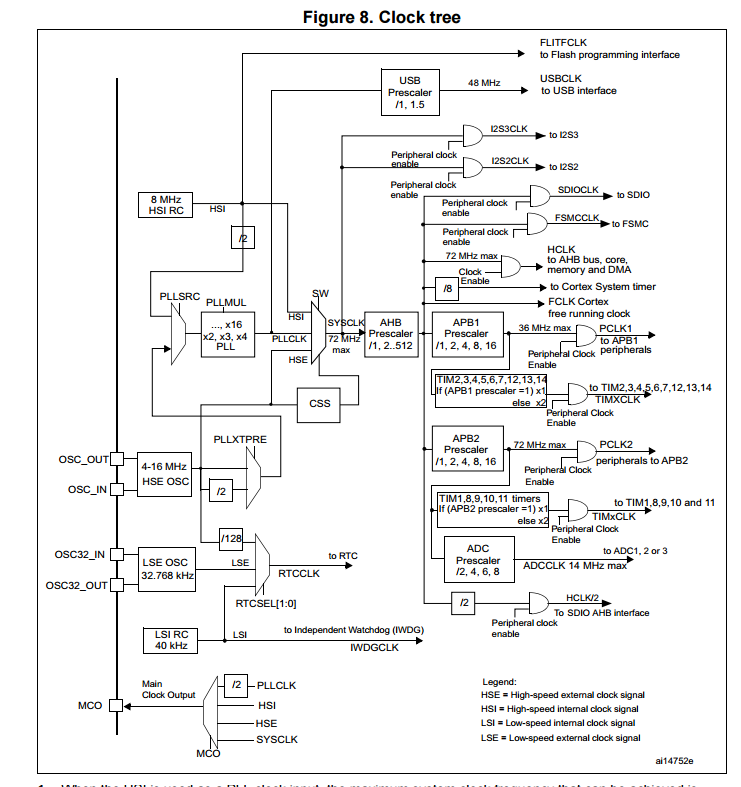 Figure 8. Clock tree
FLITFCLK
to Flash programming interface
USB
Prescaler
/1, 1.5
48 MHz
USBCLK
to USB interface
I2S3CLK
to I2S3
Peripheral clock
enable
I2S2CLK
to I2S2
Peripheral clock
enable
SDIOCLK
to SDIO
Peripheral clock
enable
FSMCCLK
to FSMC
Peripheral clock
enable
8 MHz
HSI RC
HSI
/2
HCLK
to AHB bus, core,
memory and DMA
72 MHz max
Clock
Enable
/8
to Cortex System timer
FCLK Cortex
free running clock
PLLSRC
PLLMUL
..., x16
x2, x3, x4
PLL
SW
HSI
PLLCLK
HSE
SYSCLK
72 MHz
max
AHB
Prescaler
/1, 2..512
APB1
Prescaler
/1, 2, 4, 8, 16
36 MHz max
PCLK1
to APB1
peripherals
Peripheral Clock
Enable
TIM2,3,4,5,6,7,12,13,14
If (APB1 prescaler =1) x1
else x2
to TIM2,3,4,5,6,7,12,13,14
TIMXCLK
Peripheral Clock
Enable
CSS
PLLXTPRE
OSC_OUT
OSC_IN
4-16 MHz
HSE OSC
/2
APB2
Prescaler
/1, 2, 4, 8, 16
72 MHz max
PCLK2
peripherals to APB2
Peripheral Clock
Enable
TIM1,8,9,10,11 timers
If (APB2 prescaler =1) x1
else x2
to TIM1,8,9,10 and 11
TIMxCLK
Peripheral Clock
Enable
OSC32_IN
OSC32_OUT
LSE OSC
32.768 kHz
/128
LSE
to RTC
RTCCLK
RTCSEL[1:0]
ADC
Prescaler
/2, 4, 6, 8
to ADC1, 2 or 3
ADCCLK 14 MHz max
/2
HCLK/2
To SDIO AHB interface
Peripheral clock
enable
LSI RC
40 kHz
LSI
to Independent Watchdog (IWDG)
IWDGCLK
MCO
Main
Clock Output
/2
PLLCLK
HSI
HSE
SYSCLK
MCO
Legend:
HSE = High-speed external clock signal
HSI = High-speed internal clock signal
LSI = Low-speed internal clock signal
LSE = Low-speed external clock signal
ai14752e